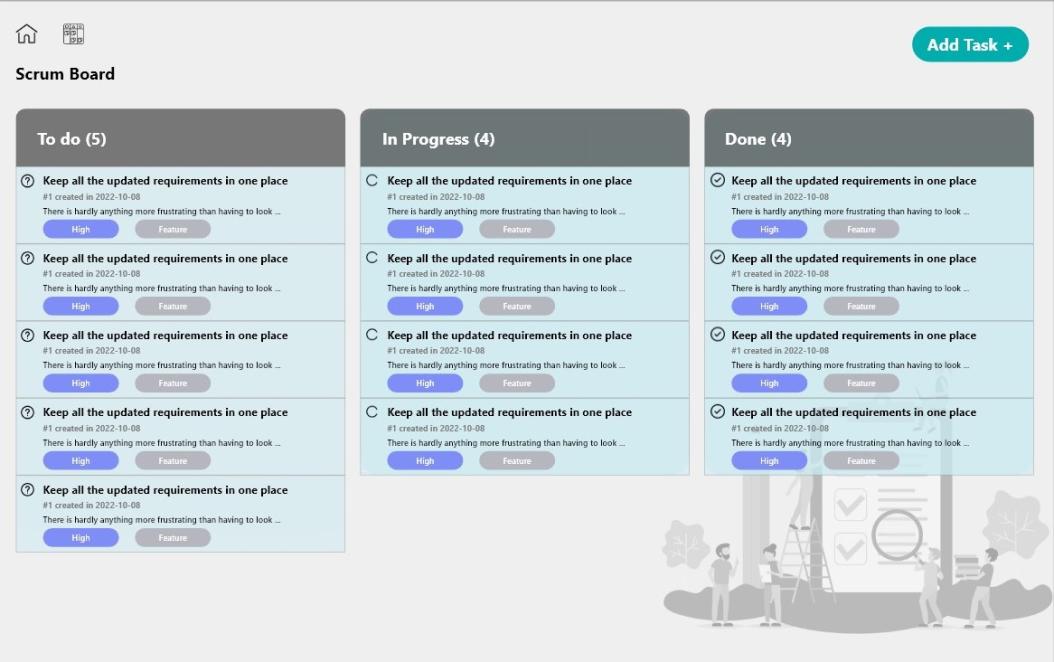 Add Task +
Scrum Board
To do (5)
Keep all the updated requirements in one place
#1 created in 2022-10-08
There is hardly anything more frustrating than having to look ...
High Feature
Keep all the updated requirements in one place
#1 created in 2022-10-08
There is hardly anything more frustrating than having to look ...
High Feature
Keep all the updated requirements in one place
#1 created in 2022-10-08
There is hardly anything more frustrating than having to look ...
High Feature
Keep all the updated requirements in one place
#1 created in 2022-10-08
There is hardly anything more frustrating than having to look ...
High Feature
Keep all the updated requirements in one place
#1 created in 2022-10-08
There is hardly anything more frustrating than having to look ...
High Feature
In Progress (4)
Keep all the updated requirements in one place
#1 created in 2022-10-08
There is hardly anything more frustrating than having to look ...
High Feature
Keep all the updated requirements in one place
#1 created in 2022-10-08
There is hardly anything more frustrating than having to look ...
High Feature
Keep all the updated requirements in one place
#1 created in 2022-10-08
There is hardly anything more frustrating than having to look ...
High Feature
Keep all the updated requirements in one place
#1 created in 2022-10-08
There is hardly anything more frustrating than having to look ...
High Feature
Done (4)
Keep all the updated requirements in one place
#1 created in 2022-10-08
There is hardly anything more frustrating than having to look ...
High Feature
Keep all the updated requirements in one place
#1 created in 2022-10-08
There is hardly anything more frustrating than having to look ...
High Feature
Keep all the updated requirements in one place
#1 created in 2022-10-08
There is hardly anything more frustrating than having to look ...
High Feature
Keep all the updated requirements in one place
#1 created in 2022-10-08
There is hardly anything more frustrating than having to look ...
High Feature